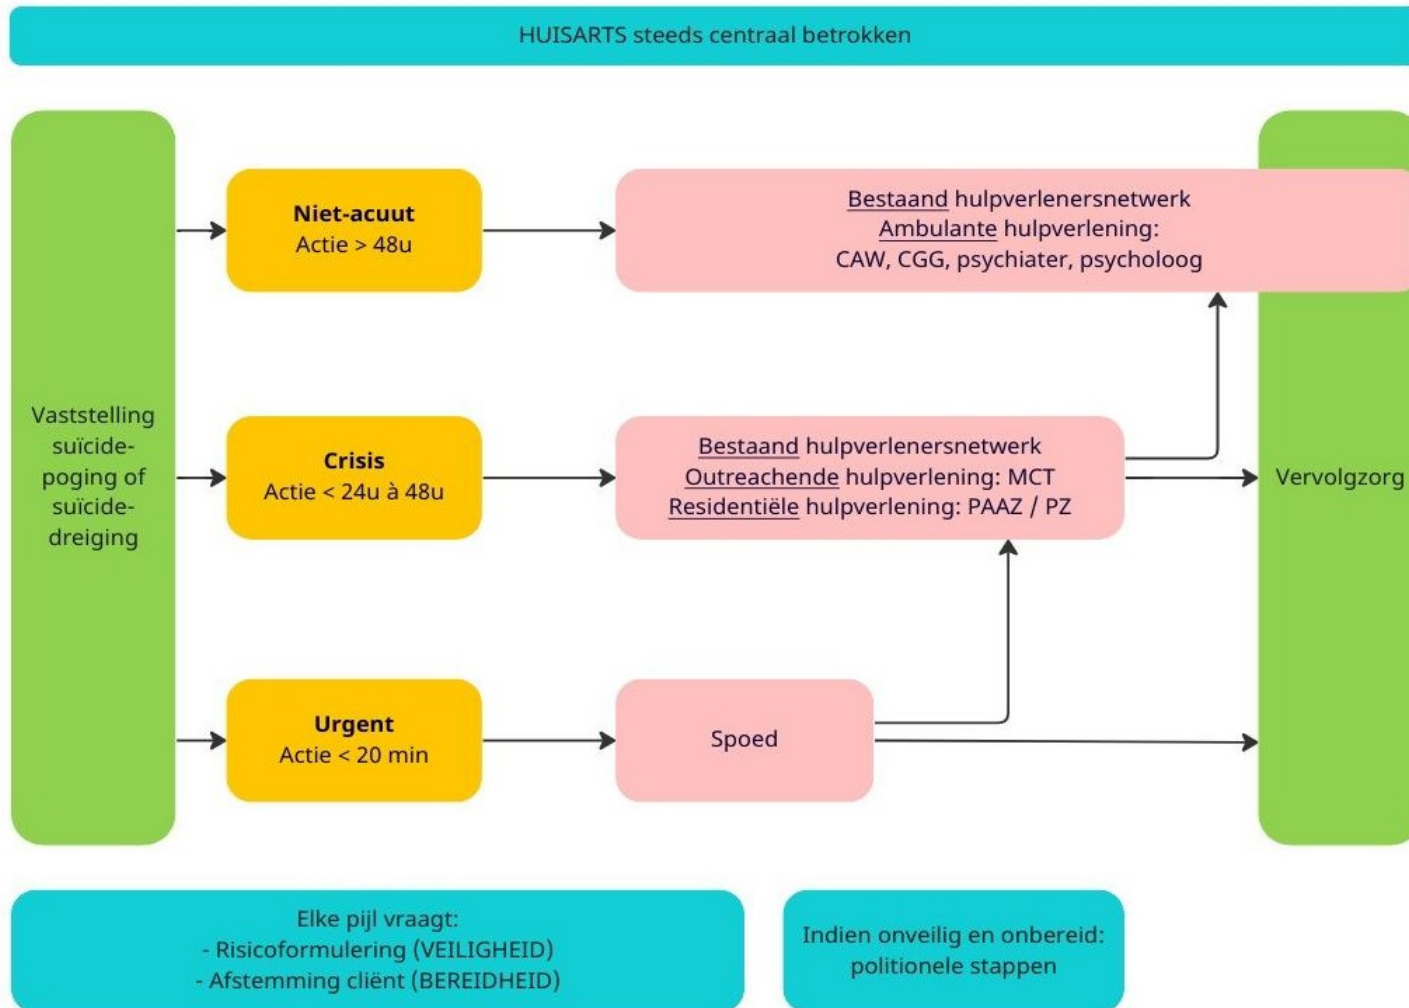 HUISARTS steeds centraal betrokken
Vaststelling
suïcide-
poging of
suïcide-
dreiging
Niet-acuut
Actie > 48u
Bestaand hulpverlenersnetwerk
Ambulante hulpverlening:
CAW, CGG, psychiater, psycholoog
Crisis
Actie < 24u à 48u
Bestaand hulpverlenersnetwerk
Outreachende hulpverlening: MCT
Residentiële hulpverlening: PAAZ / PZ
Urgent
Actie < 20 min
Spoed
Vervolgzorg
Elke pijl vraagt:
- Risicoformulering (VEILIGHEID)
- Afstemming cliënt (BEREIDHEID)
Indien onveilig en onbereid:
politionele stappen